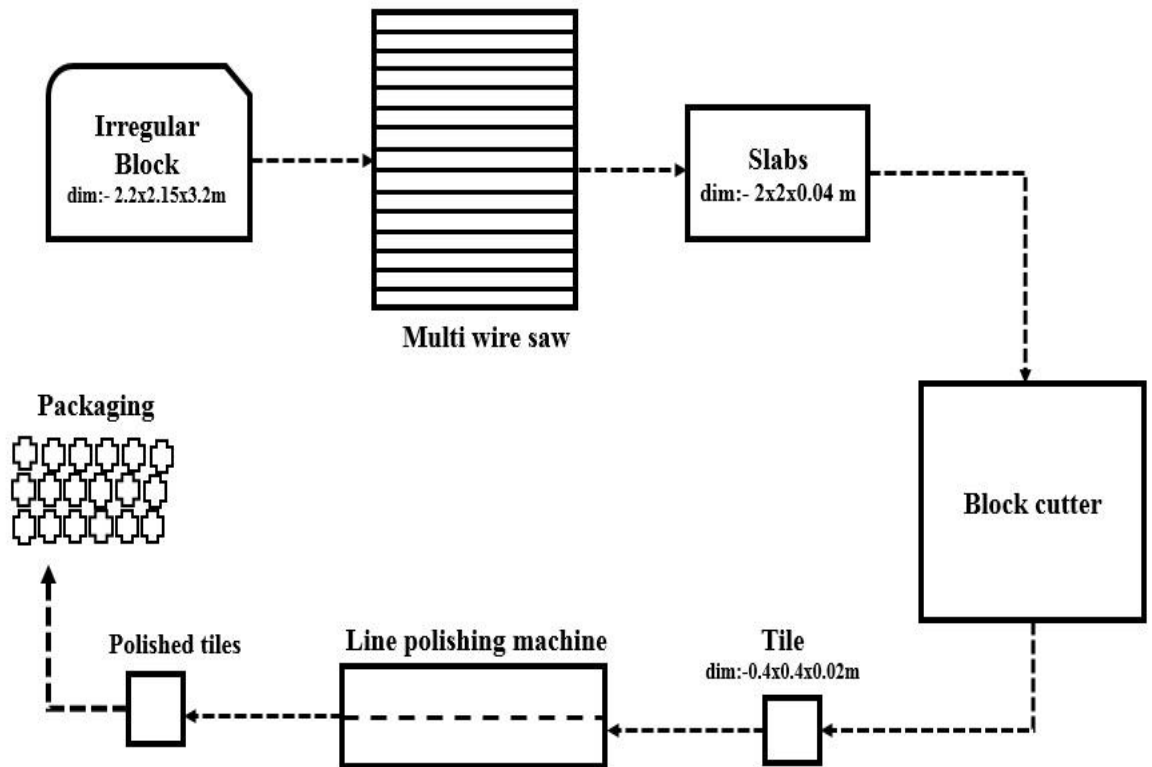 Irregular
Block
dim:- 2.2x2.15x3.2m
Multi wire saw
Slabs
dim:- 2x2x0.04 m
Block cutter
Tile
dim:-0.4x0.4x0.02m
Line polishing machine
Polished tiles
Packaging